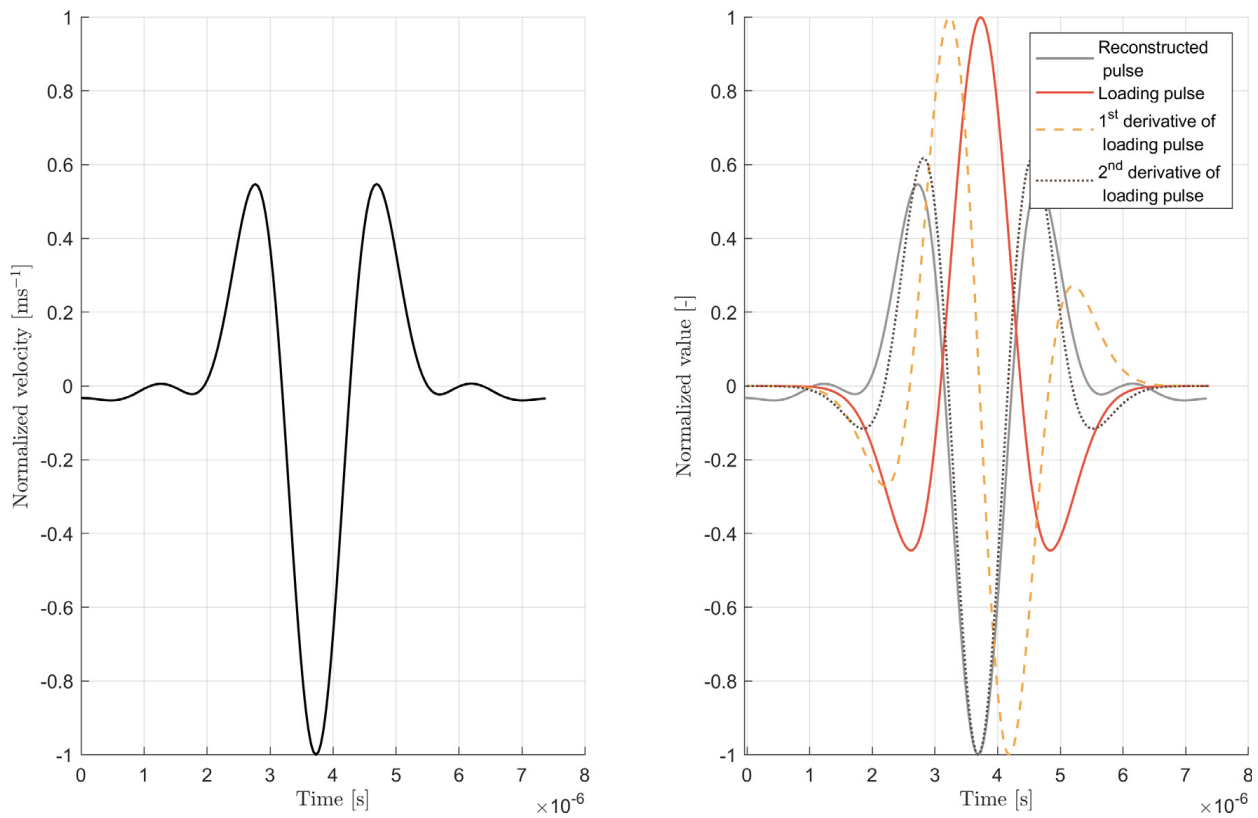 1
0.8
0.6
0.4
0.2
0
-0.2
-0.4
-0.6
-0.8
-1
Normalized velocity [ms⁻¹]
0 1 2 3 4 5 6 7 8
Time [s]
×10⁻⁶
1
0.8
0.6
0.4
0.2
0
-0.2
-0.4
-0.6
-0.8
-1
Normalized value [-]
0 1 2 3 4 5 6 7 8
Time [s]
×10⁻⁶
Reconstructed
pulse
Loading pulse
1ˢᵗ derivative of
loading pulse
2ⁿᵈ derivative of
loading pulse